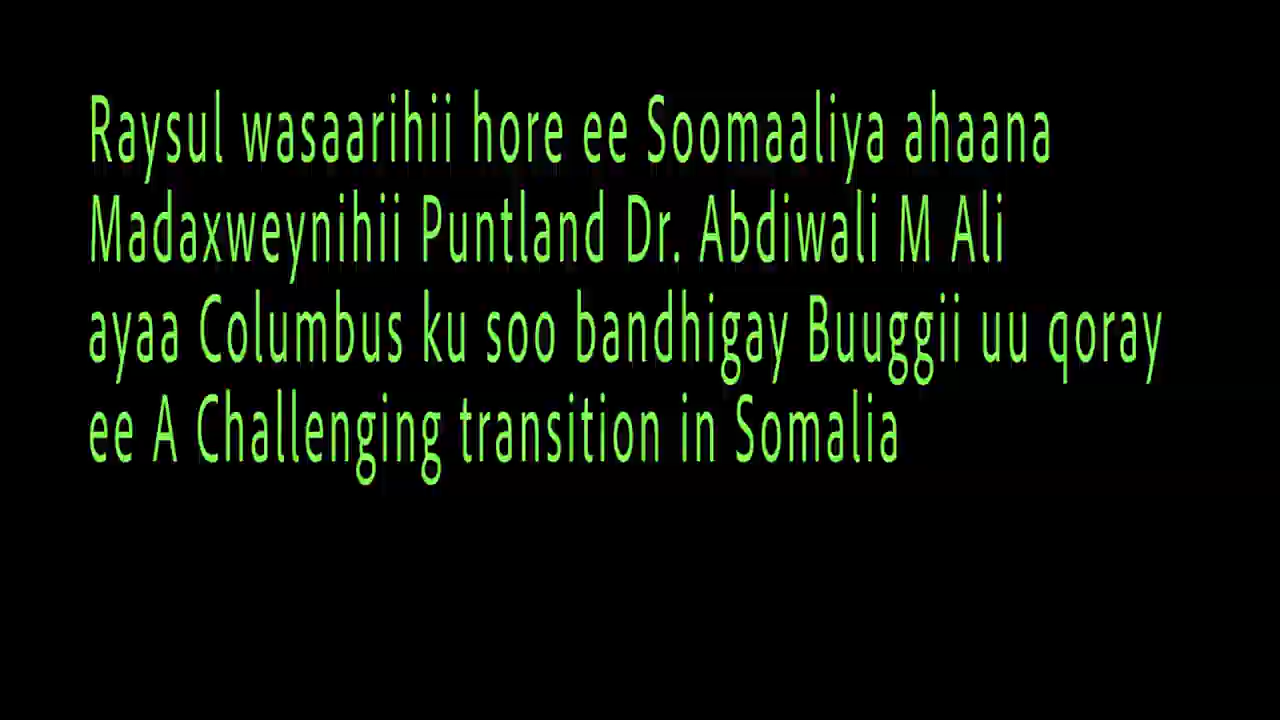 Raysul wasaarihii hore ee Soomaaliya ahaana
Madaxweynihii Puntland Dr. Abdiwali M Ali
ayaa Columbus ku soo bandhigay Buuggii uu qoray
ee A Challenging transition in Somalia